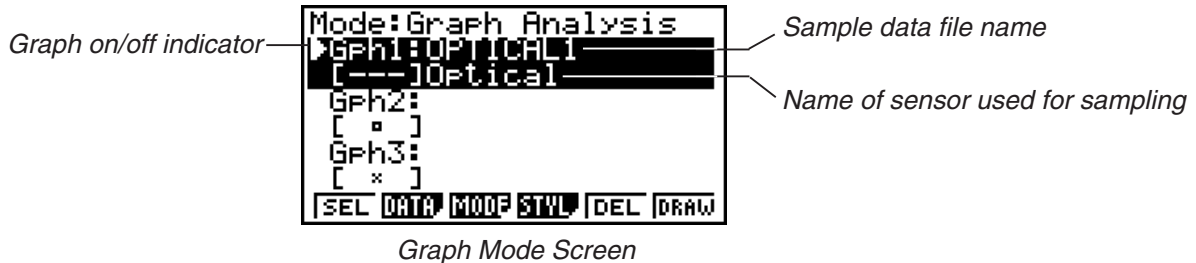 Mode:Graph Analysis
Graph on/off indicator
Gph1:OPTICAL1
Sample data file name
[---]Optical
Name of sensor used for sampling
Gph2:
[ ▫ ]
Gph3:
[ × ]
SEL DATA MODE STYL DEL DRAW
Graph Mode Screen